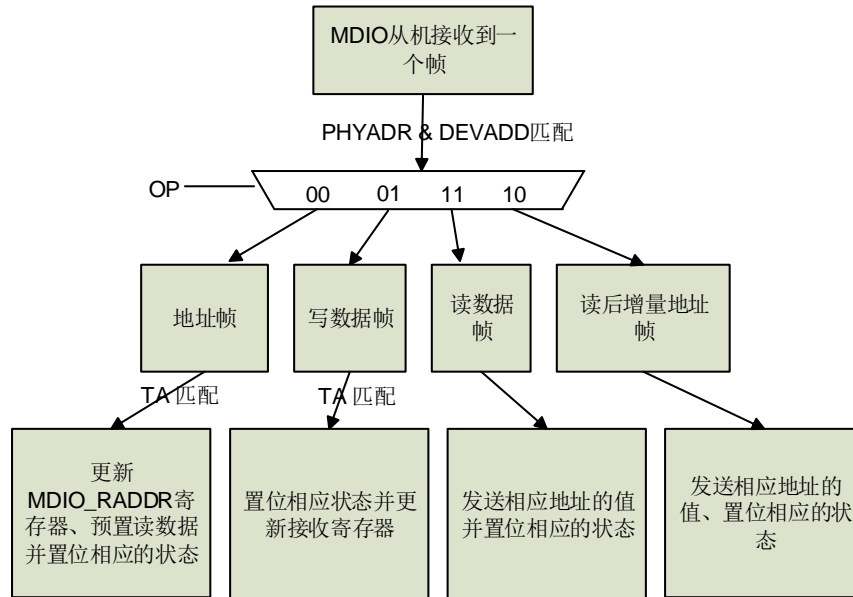 MDIO从机接收到一
个帧
PHYADR & DEVADD匹配
OP
00 01 11 10
地址帧
写数据帧
读数据
帧
读后增量地址
帧
TA 匹配
TA 匹配
更新
MDIO_RADDR寄
存器、预置读数据
并置位相应的状态
置位相应状态并更
新接收寄存器
发送相应地址的值
并置位相应的状态
发送相应地址的
值、置位相应的状
态